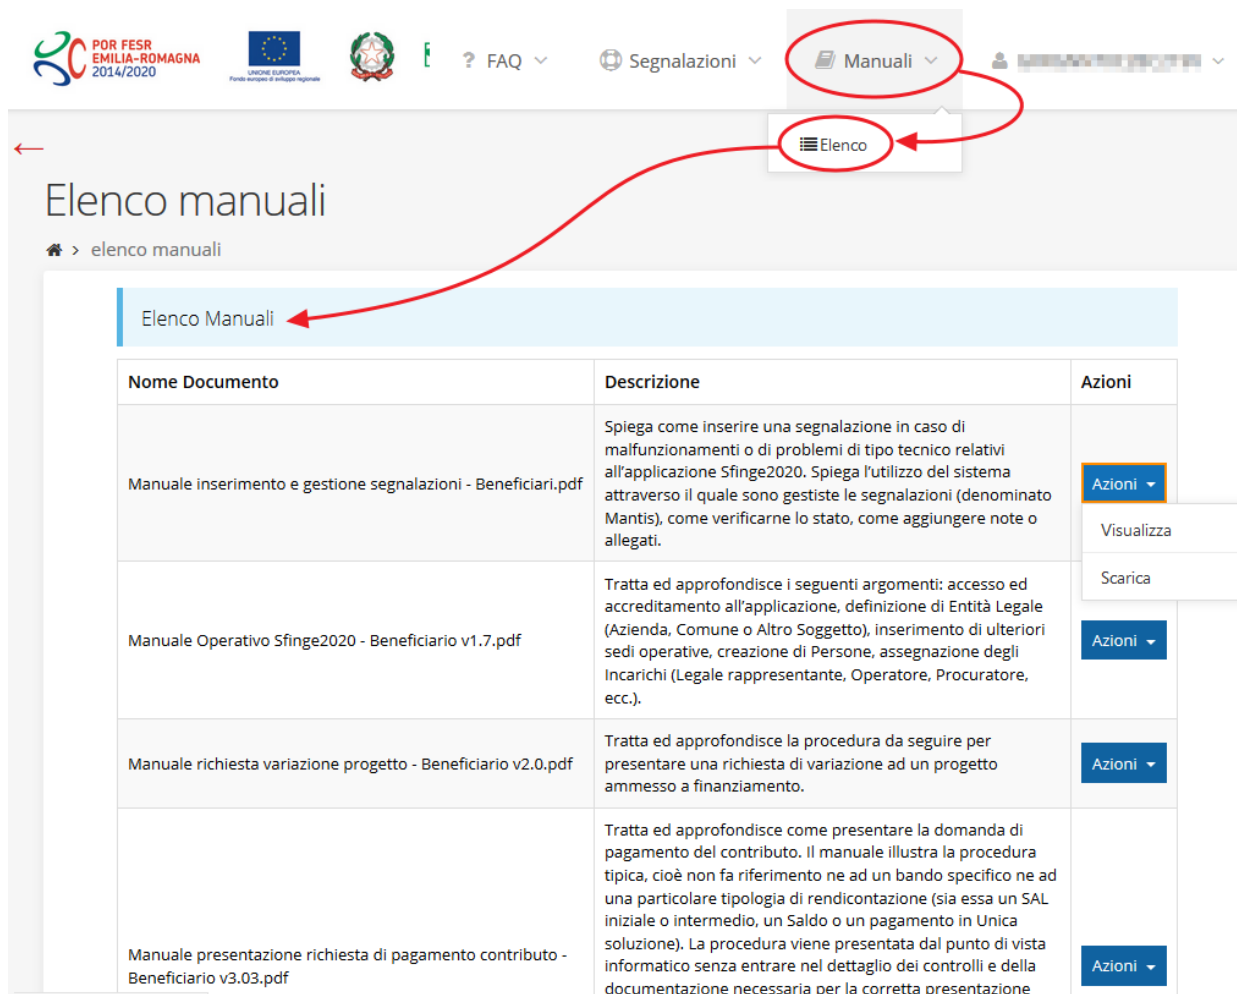 POR FESR
EMILIA-ROMAGNA
2014/2020
UNIONE EUROPEA
Fondo europeo di sviluppo regionale
? FAQ
Segnalazioni
Manuali
Elenco
Elenco manuali
> elenco manuali
Elenco Manuali
Nome Documento
Descrizione
Azioni
Manuale inserimento e gestione segnalazioni - Beneficiari.pdf
Spiega come inserire una segnalazione in caso di
malfunzionamenti o di problemi di tipo tecnico relativi
all'applicazione Sfinge2020. Spiega l'utilizzo del sistema
attraverso il quale sono gestiste le segnalazioni (denominato
Mantis), come verificarne lo stato, come aggiungere note o
allegati.
Azioni
Visualizza
Scarica
Manuale Operativo Sfinge2020 - Beneficiario v1.7.pdf
Tratta ed approfondisce i seguenti argomenti: accesso ed
accreditamento all'applicazione, definizione di Entità Legale
(Azienda, Comune o Altro Soggetto), inserimento di ulteriori
sedi operative, creazione di Persone, assegnazione degli
Incarichi (Legale rappresentante, Operatore, Procuratore,
ecc.).
Azioni
Manuale richiesta variazione progetto - Beneficiario v2.0.pdf
Tratta ed approfondisce la procedura da seguire per
presentare una richiesta di variazione ad un progetto
ammesso a finanziamento.
Azioni
Manuale presentazione richiesta di pagamento contributo -
Beneficiario v3.03.pdf
Tratta ed approfondisce come presentare la domanda di
pagamento del contributo. Il manuale illustra la procedura
tipica, cioè non fa riferimento ne ad un bando specifico ne ad
una particolare tipologia di rendicontazione (sia essa un SAL
iniziale o intermedio, un Saldo o un pagamento in Unica
soluzione). La procedura viene presentata dal punto di vista
informatico senza entrare nel dettaglio dei controlli e della
documentazione necessaria per la corretta presentazione
Azioni